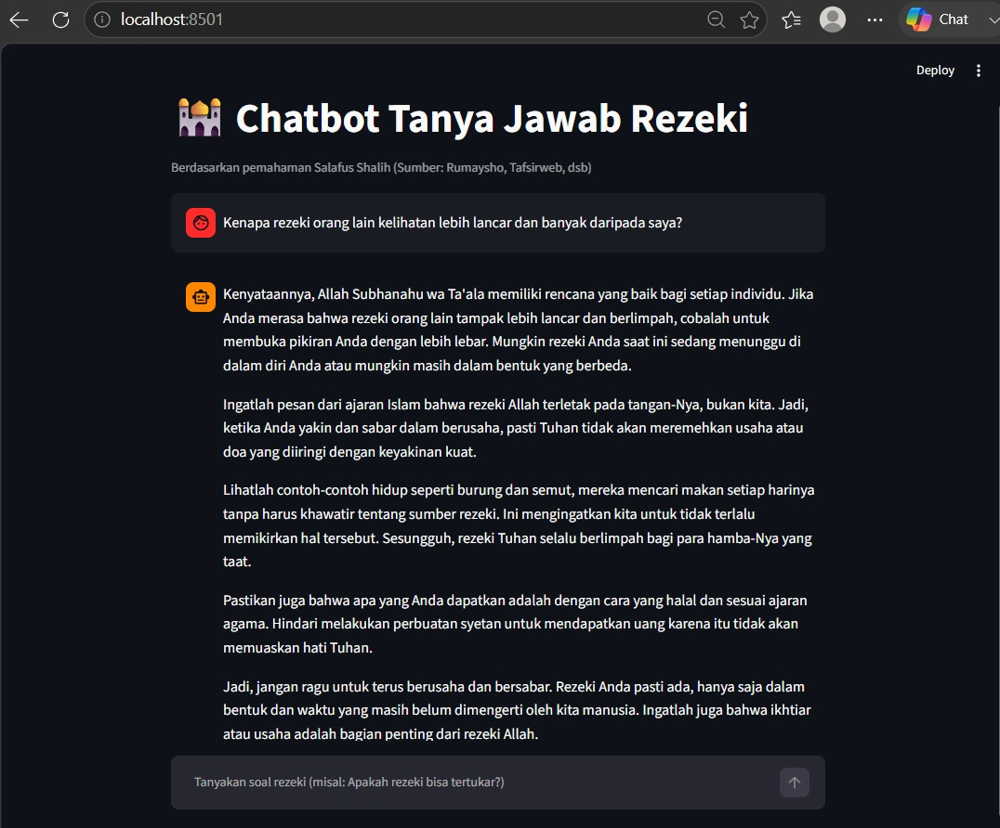 localhost:8501
Chat
Deploy
Chatbot Tanya Jawab Rezeki
Berdasarkan pemahaman Salafus Shalih (Sumber: Rumaysho, Tafsirweb, dsb)
Kenapa rezeki orang lain kelihatan lebih lancar dan banyak daripada saya?
Kenyataannya, Allah Subhanahu wa Ta'ala memiliki rencana yang baik bagi setiap individu. Jika
Anda merasa bahwa rezeki orang lain tampak lebih lancar dan berlimpah, cobalah untuk
membuka pikiran Anda dengan lebih lebar. Mungkin rezeki Anda saat ini sedang menunggu di
dalam diri Anda atau mungkin masih dalam bentuk yang berbeda.
Ingatlah pesan dari ajaran Islam bahwa rezeki Allah terletak pada tangan-Nya, bukan kita. Jadi,
ketika Anda yakin dan sabar dalam berusaha, pasti Tuhan tidak akan meremehkan usaha atau
doa yang diiringi dengan keyakinan kuat.
Lihatlah contoh-contoh hidup seperti burung dan semut, mereka mencari makan setiap harinya
tanpa harus khawatir tentang sumber rezeki. Ini mengingatkan kita untuk tidak terlalu
memikirkan hal tersebut. Sesungguh, rezeki Tuhan selalu berlimpah bagi para hamba-Nya yang
taat.
Pastikan juga bahwa apa yang Anda dapatkan adalah dengan cara yang halal dan sesuai ajaran
agama. Hindari melakukan perbuatan syetan untuk mendapatkan uang karena itu tidak akan
memuaskan hati Tuhan.
Jadi, jangan ragu untuk terus berusaha dan bersabar. Rezeki Anda pasti ada, hanya saja dalam
bentuk dan waktu yang masih belum dimengerti oleh kita manusia. Ingatlah juga bahwa ikhtiar
atau usaha adalah bagian penting dari rezeki Allah.
Tanyakan soal rezeki (misal: Apakah rezeki bisa tertukar?)